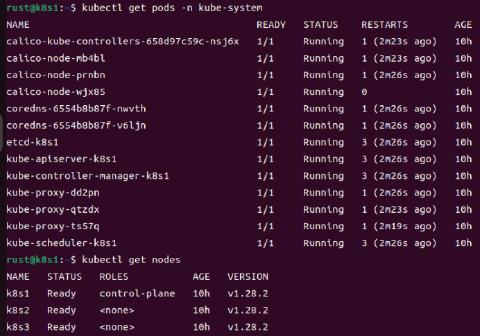 rust@k8s1:~$ kubectl get pods -n kube-system
NAME READY STATUS RESTARTS AGE
calico-kube-controllers-658d97c59c-nsj6x 1/1 Running 1 (2m23s ago) 10h
calico-node-mb4bl 1/1 Running 1 (2m23s ago) 10h
calico-node-prnbn 1/1 Running 1 (2m26s ago) 10h
calico-node-wjx85 1/1 Running 0 10h
coredns-6554b8b87f-nwvth 1/1 Running 1 (2m26s ago) 10h
coredns-6554b8b87f-v6ljn 1/1 Running 1 (2m26s ago) 10h
etcd-k8s1 1/1 Running 3 (2m26s ago) 10h
kube-apiserver-k8s1 1/1 Running 3 (2m26s ago) 10h
kube-controller-manager-k8s1 1/1 Running 3 (2m26s ago) 10h
kube-proxy-dd2pn 1/1 Running 1 (2m26s ago) 10h
kube-proxy-qtzdx 1/1 Running 1 (2m23s ago) 10h
kube-proxy-ts57q 1/1 Running 1 (2m19s ago) 10h
kube-scheduler-k8s1 1/1 Running 3 (2m26s ago) 10h
rust@k8s1:~$ kubectl get nodes
NAME STATUS ROLES AGE VERSION
k8s1 Ready control-plane 10h v1.28.2
k8s2 Ready <none> 10h v1.28.2
k8s3 Ready <none> 10h v1.28.2